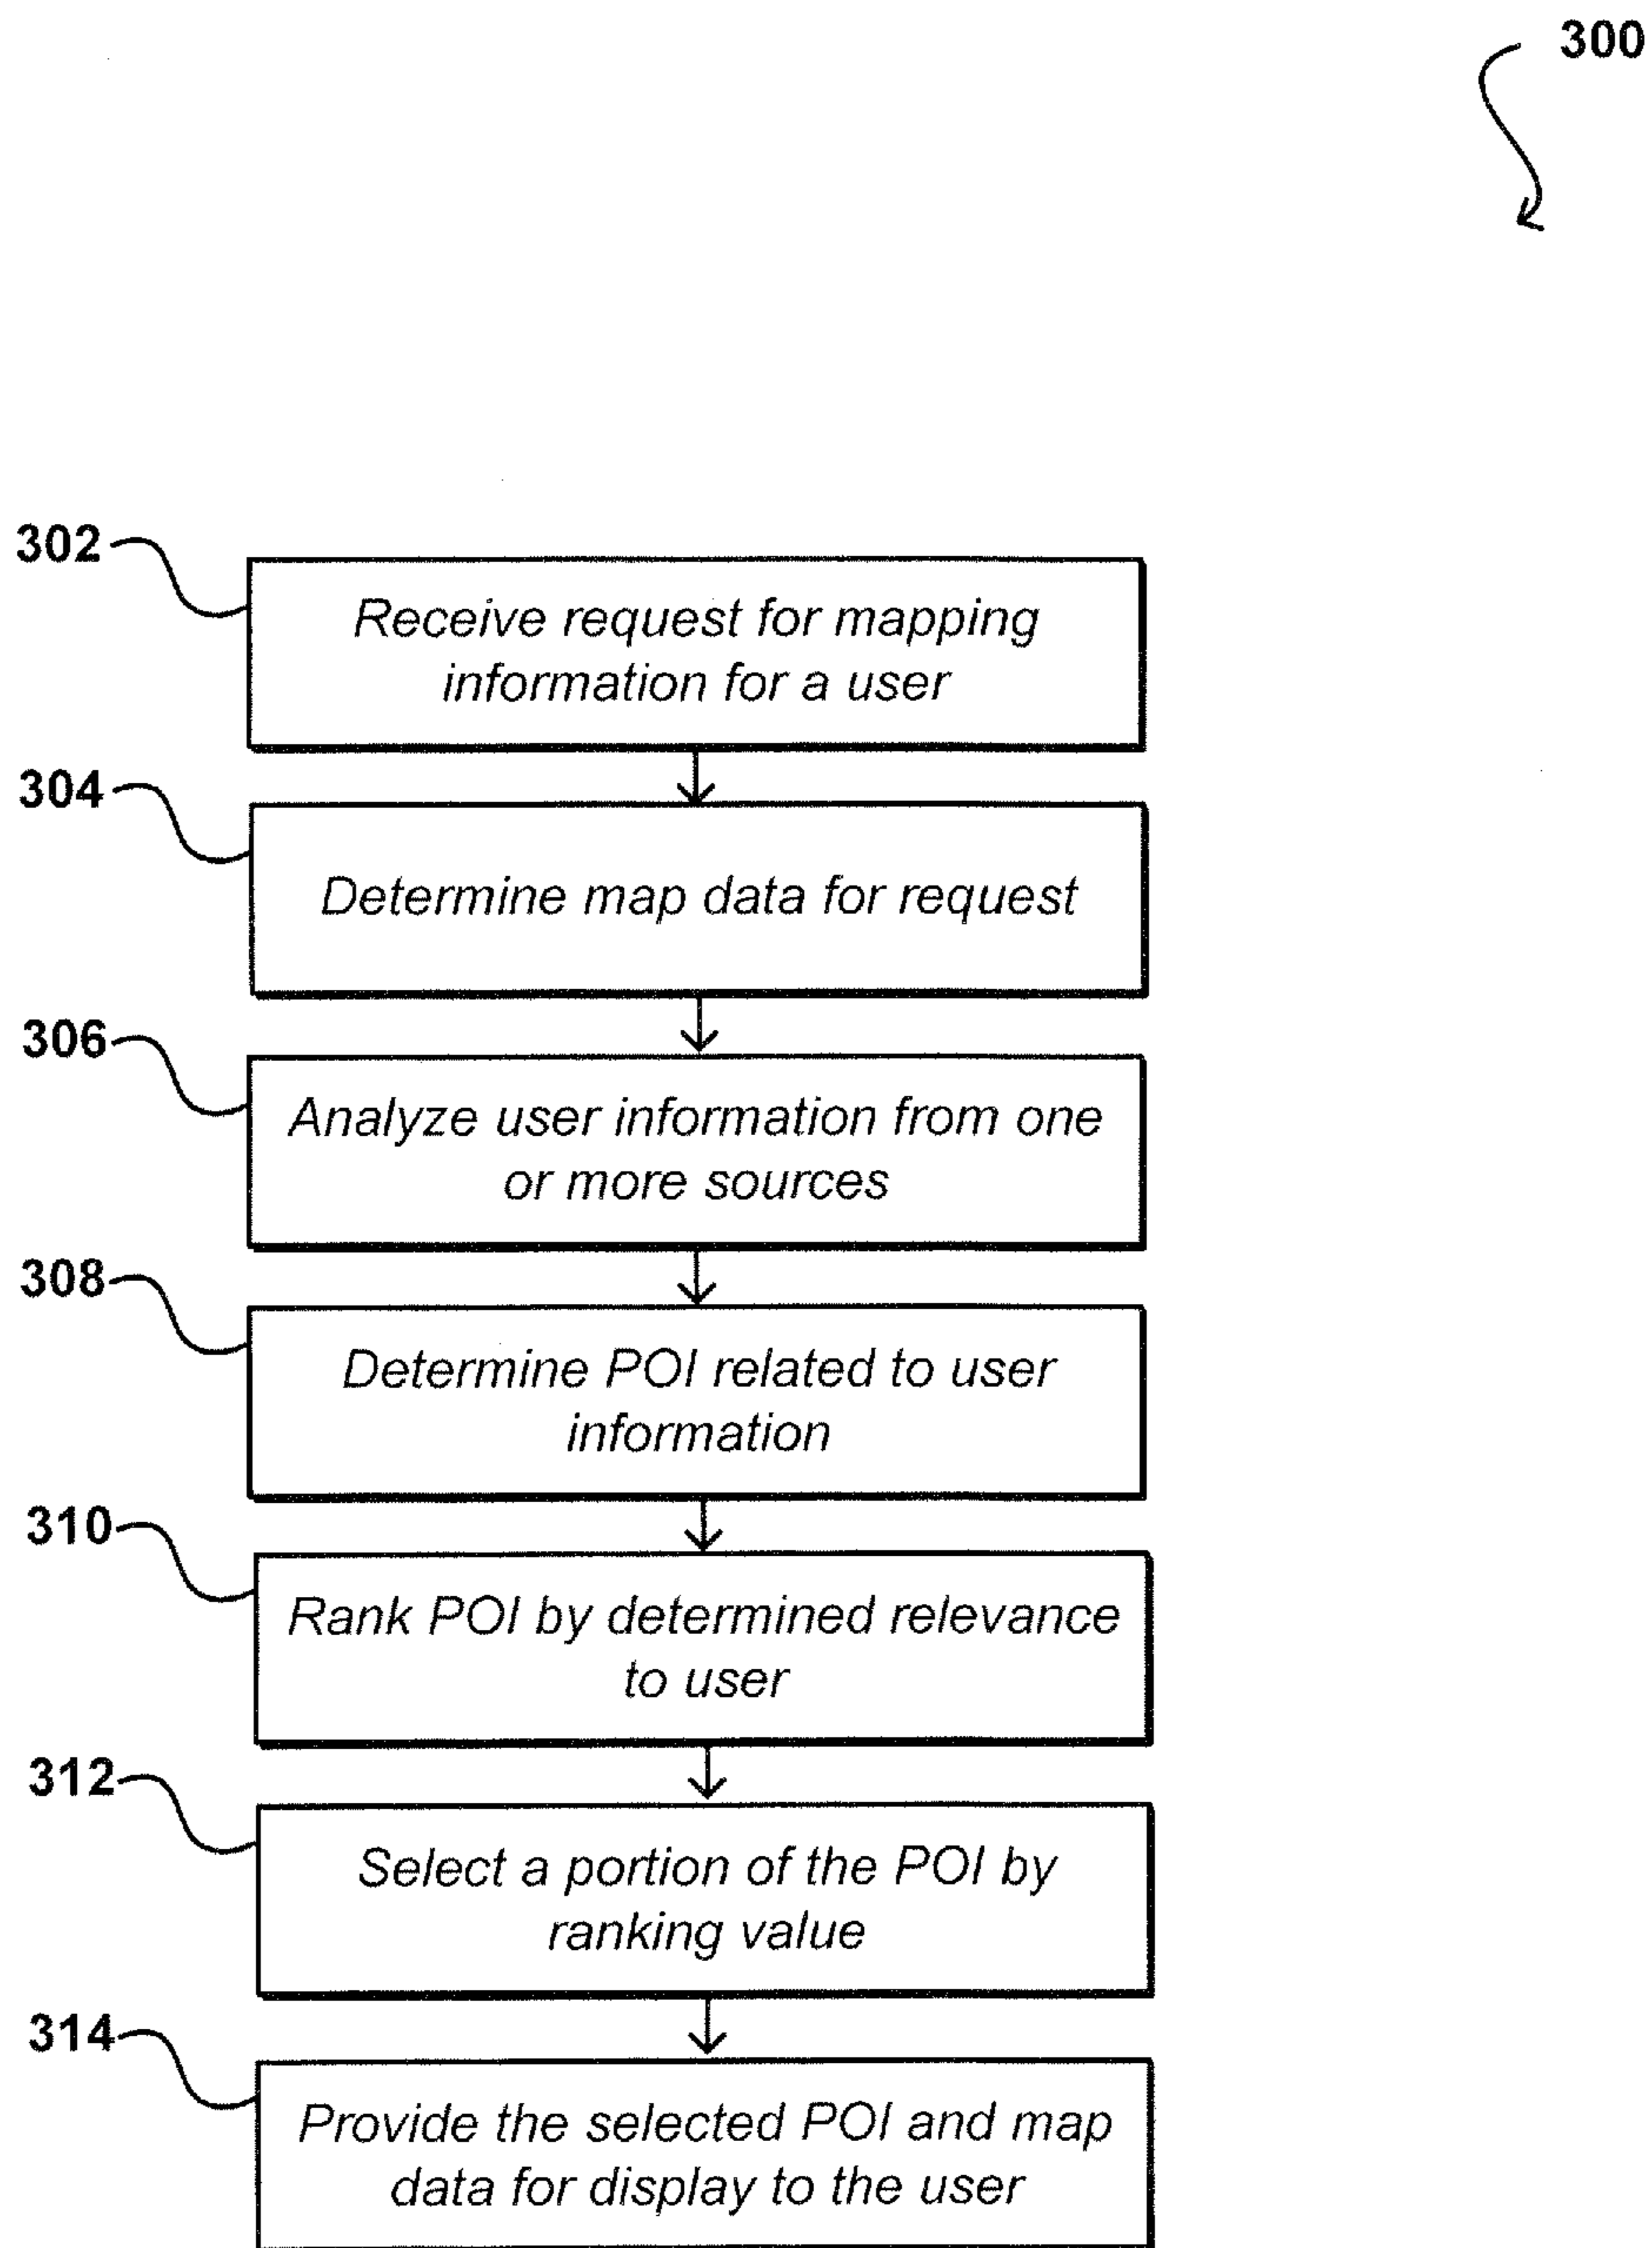 300
302
Receive request for mapping
information for a user
304
Determine map data for request
306
Analyze user information from one
or more sources
308
Determine POI related to user
information
310
Rank POI by determined relevance
to user
312
Select a portion of the POI by
ranking value
314
Provide the selected POI and map
data for display to the user